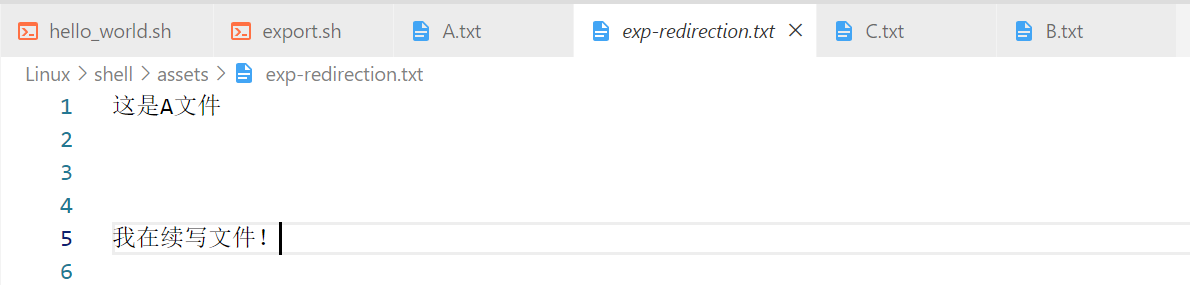 hello_world.sh export.sh A.txt exp-redirection.txt C.txt B.txt
Linux > shell > assets > exp-redirection.txt
1 这是A文件
2
3
4
5 我在续写文件!
6